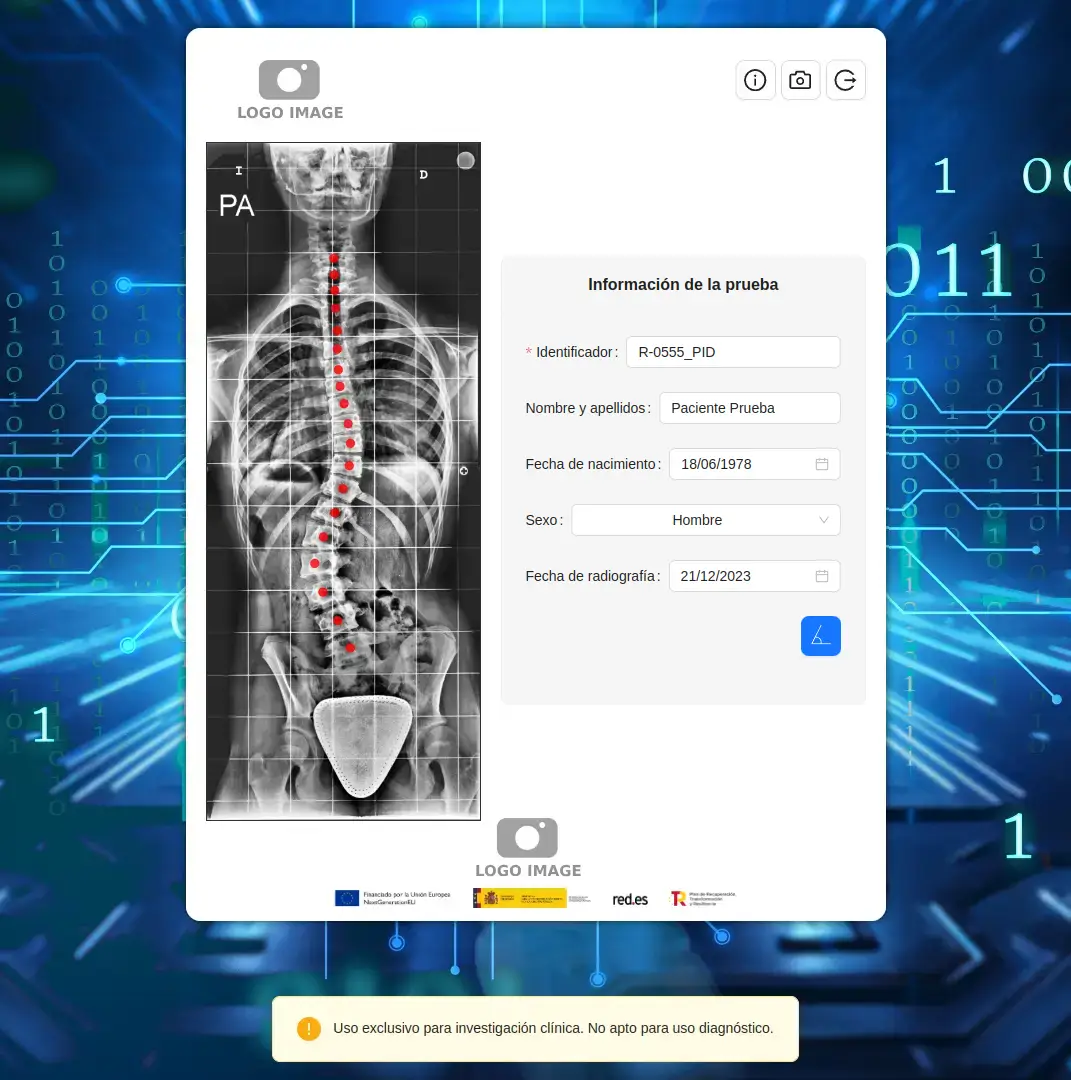 LOGO IMAGE
I
D
PA
Información de la prueba
* Identificador: R-0555_PID
Nombre y apellidos: Paciente Prueba
Fecha de nacimiento: 18/06/1978
Sexo: Hombre
Fecha de radiografía: 21/12/2023
LOGO IMAGE
Financiado por la Unión Europea
NextGenerationEU
red.es
Plan de Recuperación,
Transformación
y Resiliencia
Uso exclusivo para investigación clínica. No apto para uso diagnóstico.
1
00
011
1
1